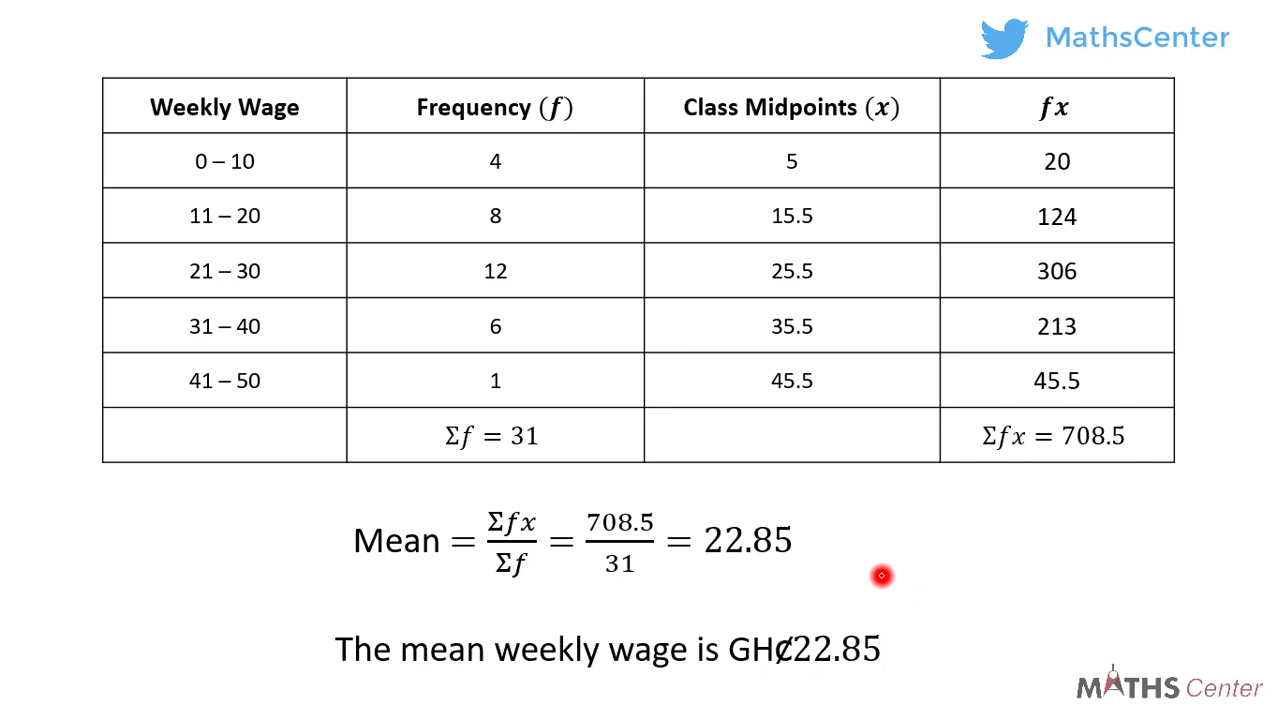 MathsCenter
Weekly Wage Frequency (f) Class Midpoints (x) fx
0 – 10 4 5 20
11 – 20 8 15.5 124
21 – 30 12 25.5 306
31 – 40 6 35.5 213
41 – 50 1 45.5 45.5
Σf = 31 Σfx = 708.5
Mean = Σfx/Σf = 708.5/31 = 22.85
The mean weekly wage is GH₵22.85
MATHS Center